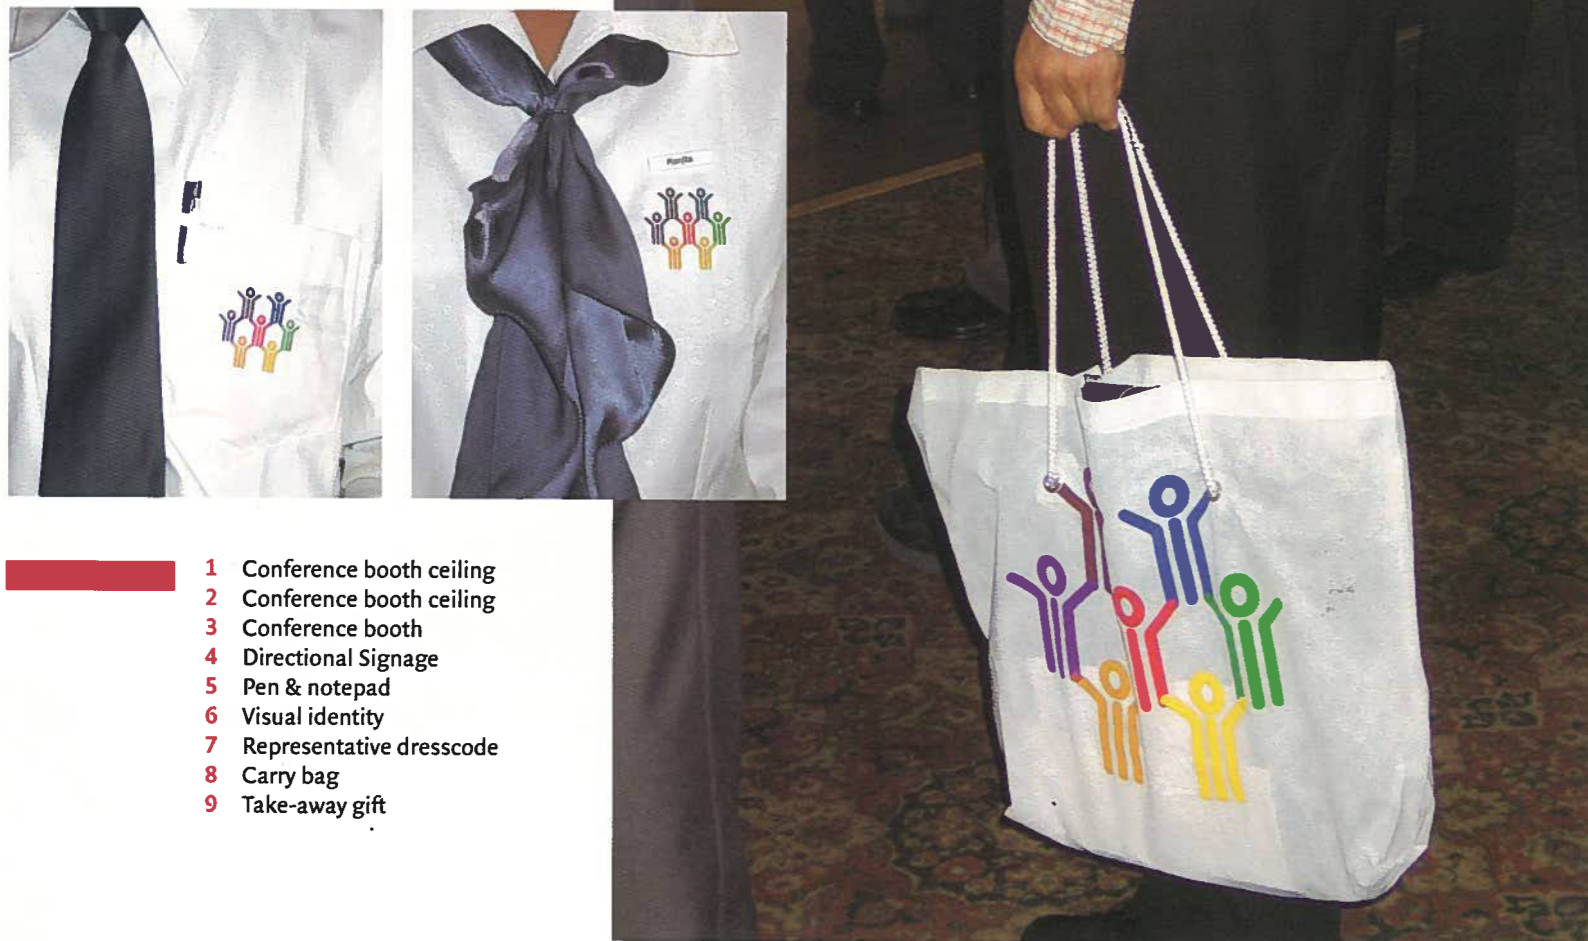 1 Conference booth ceiling
2 Conference booth ceiling
3 Conference booth
4 Directional Signage
5 Pen & notepad
6 Visual identity
7 Representative dresscode
8 Carry bag
9 Take-away gift